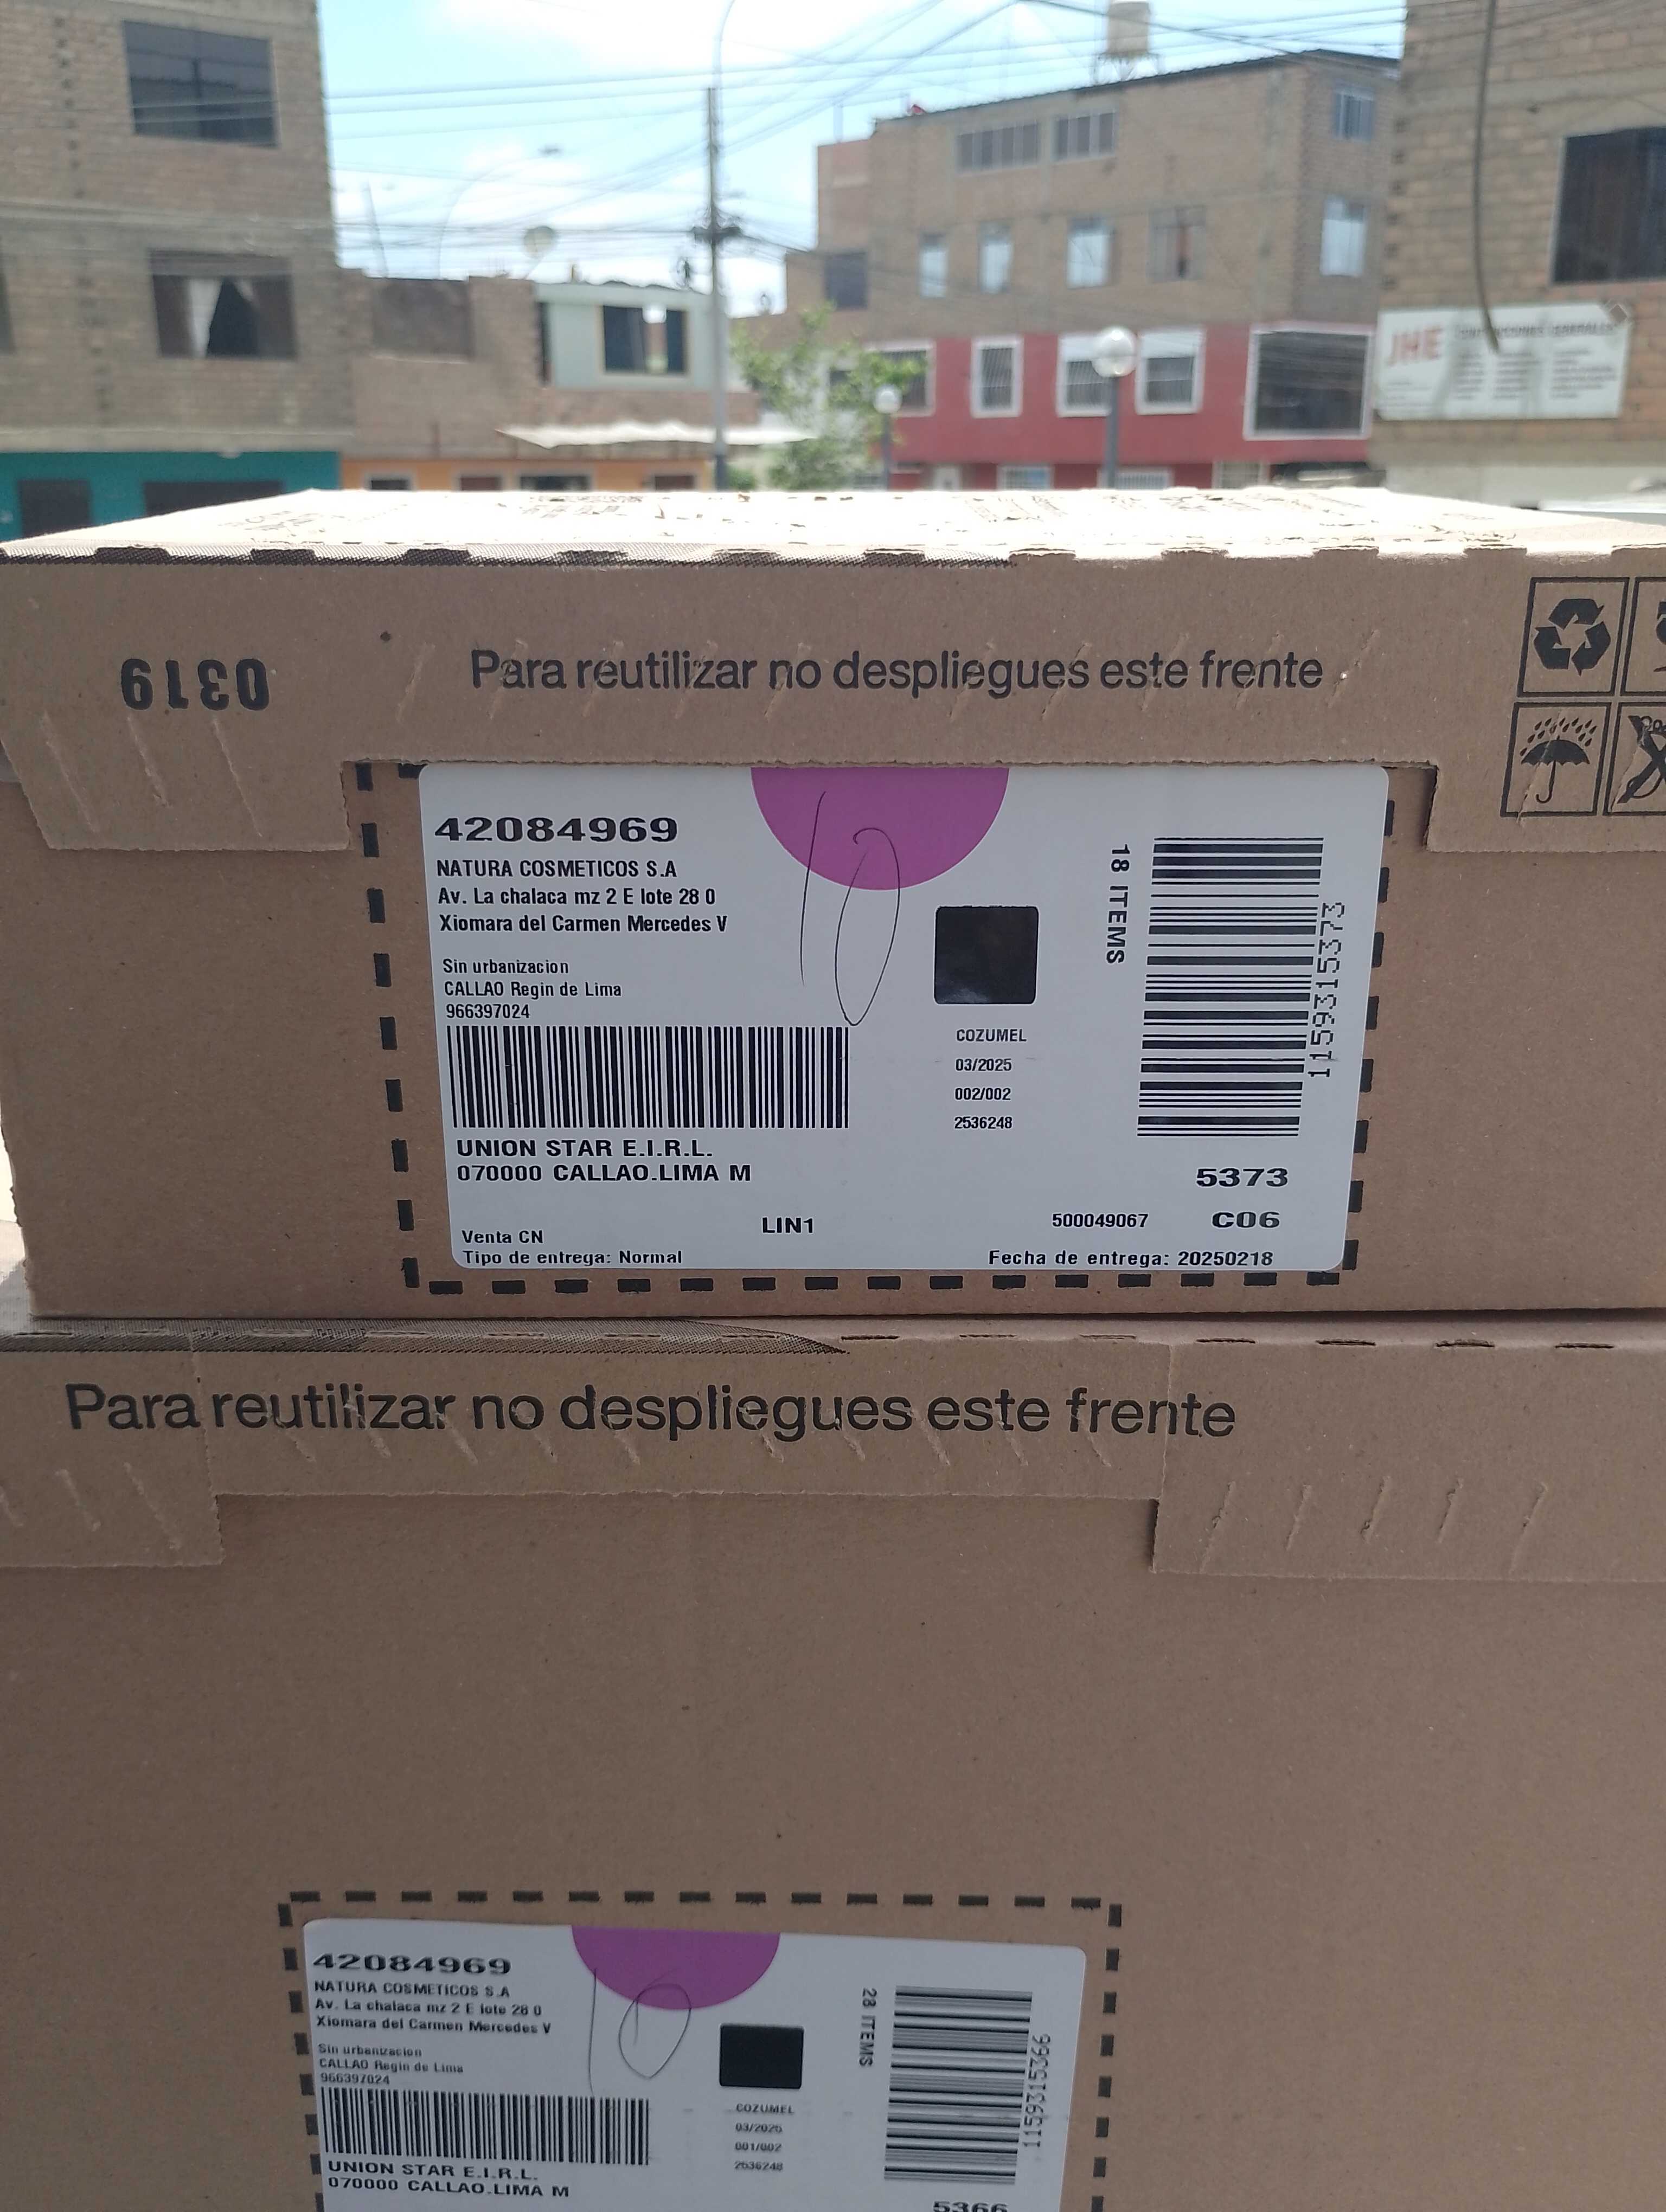 JHE
0319
Para reutilizar no despliegues este frente
42084969
NATURA COSMETICOS S.A
Av. La chalaca mz 2 E lote 28 0
Xiomara del Carmen Mercedes V
Sin urbanizacion
CALLAO Regin de Lima
966397024
UNION STAR E.I.R.L.
070000 CALLAO.LIMA M
LIN1
Venta CN
Tipo de entrega: Normal
10
COZUMEL
03/2025
002/002
2536248
18 ITEMS
1159315373
5373
500049067
C06
Fecha de entrega: 20250218
Para reutilizar no despliegues este frente
42084969
NATURA COSMETICOS S.A
Av. La chalaca mz 2 E lote 28 0
Xiomara del Carmen Mercedes V
Sin urbanizacion
CALLAO Regin de Lima
966397024
UNION STAR E.I.R.L.
070000 CALLAO.LIMA M
10
COZUMEL
03/2025
001/002
2536248
28 ITEMS
1159315366
5366